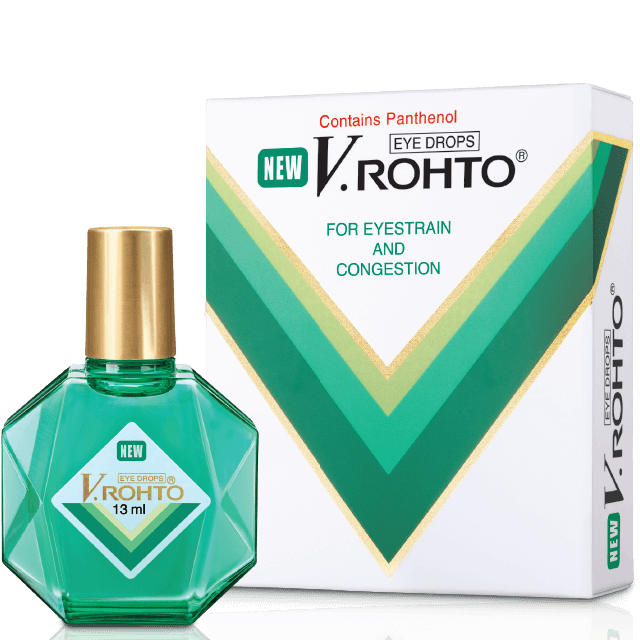 Contains Panthenol
EYE DROPS
NEW V.ROHTO®
FOR EYESTRAIN
AND
CONGESTION
NEW V.ROHTO®
EYE DROPS
NEW
EYE DROPS
V.ROHTO®
13 ml